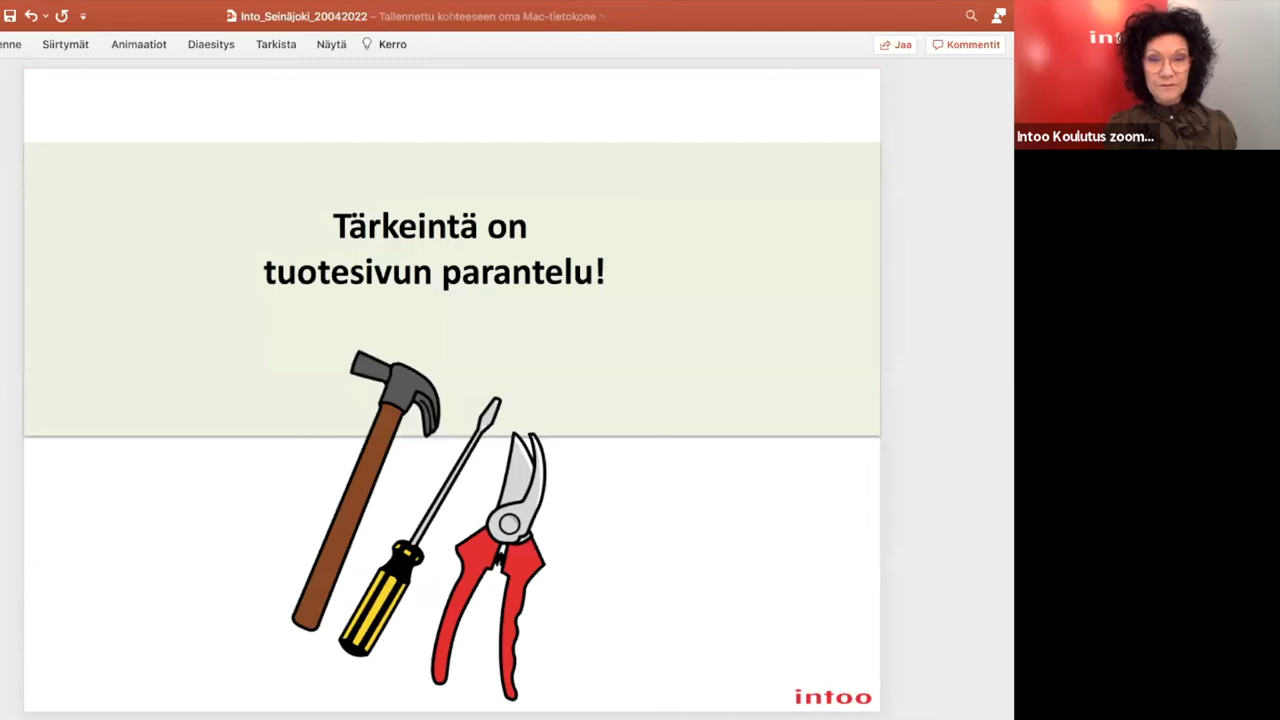 Into_Seinäjoki_20042022 – Tallennettu kohteeseen oma Mac-tietokone
enne Siirtymät Animaatiot Diaesitys Tarkista Näytä Kerro Jaa Kommentit
Tärkeintä on
tuotesivun parantelu!
intoo
Intoo Koulutus zoom...